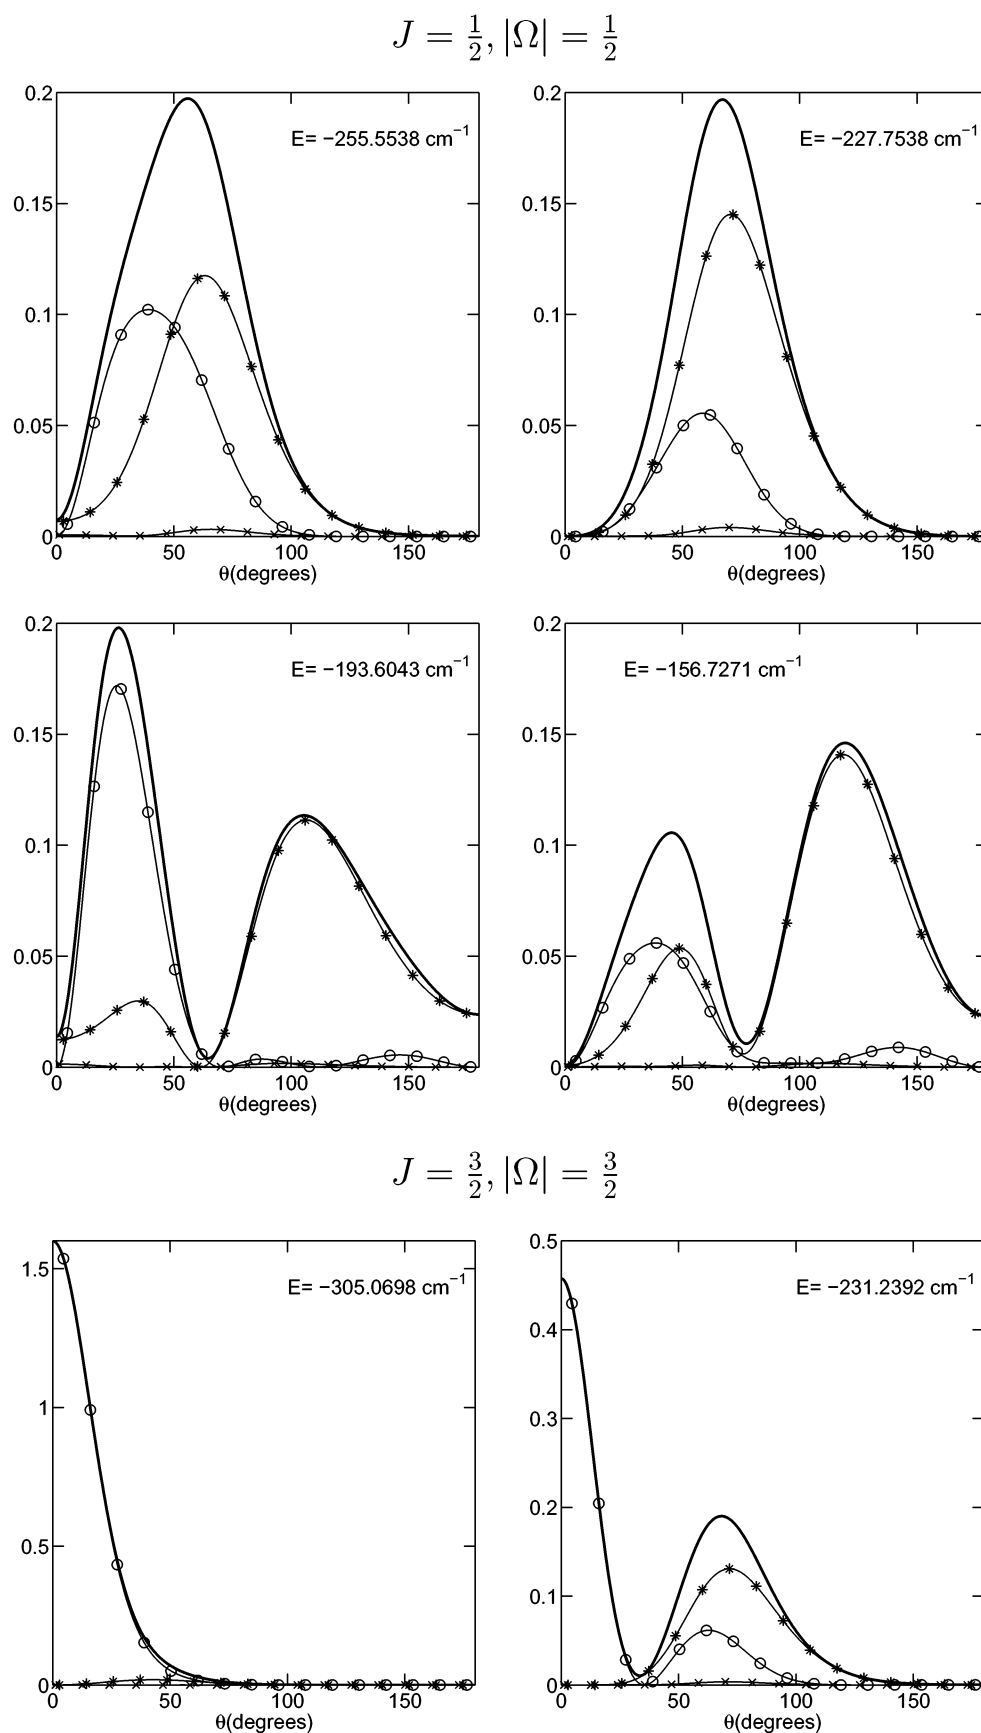 J = 1/2, |Ω| = 1/2
0.2
0.15
0.1
0.05
0
E= −255.5538 cm⁻¹
0 50 100 150
θ(degrees)
0.2
0.15
0.1
0.05
0
E= −227.7538 cm⁻¹
0 50 100 150
θ(degrees)
0.2
0.15
0.1
0.05
0
E= −193.6043 cm⁻¹
0 50 100 150
θ(degrees)
0.2
0.15
0.1
0.05
0
E= −156.7271 cm⁻¹
0 50 100 150
θ(degrees)
J = 3/2, |Ω| = 3/2
1.5
1
0.5
0
E= −305.0698 cm⁻¹
0 50 100 150
θ(degrees)
0.5
0.4
0.3
0.2
0.1
0
E= −231.2392 cm⁻¹
0 50 100 150
θ(degrees)